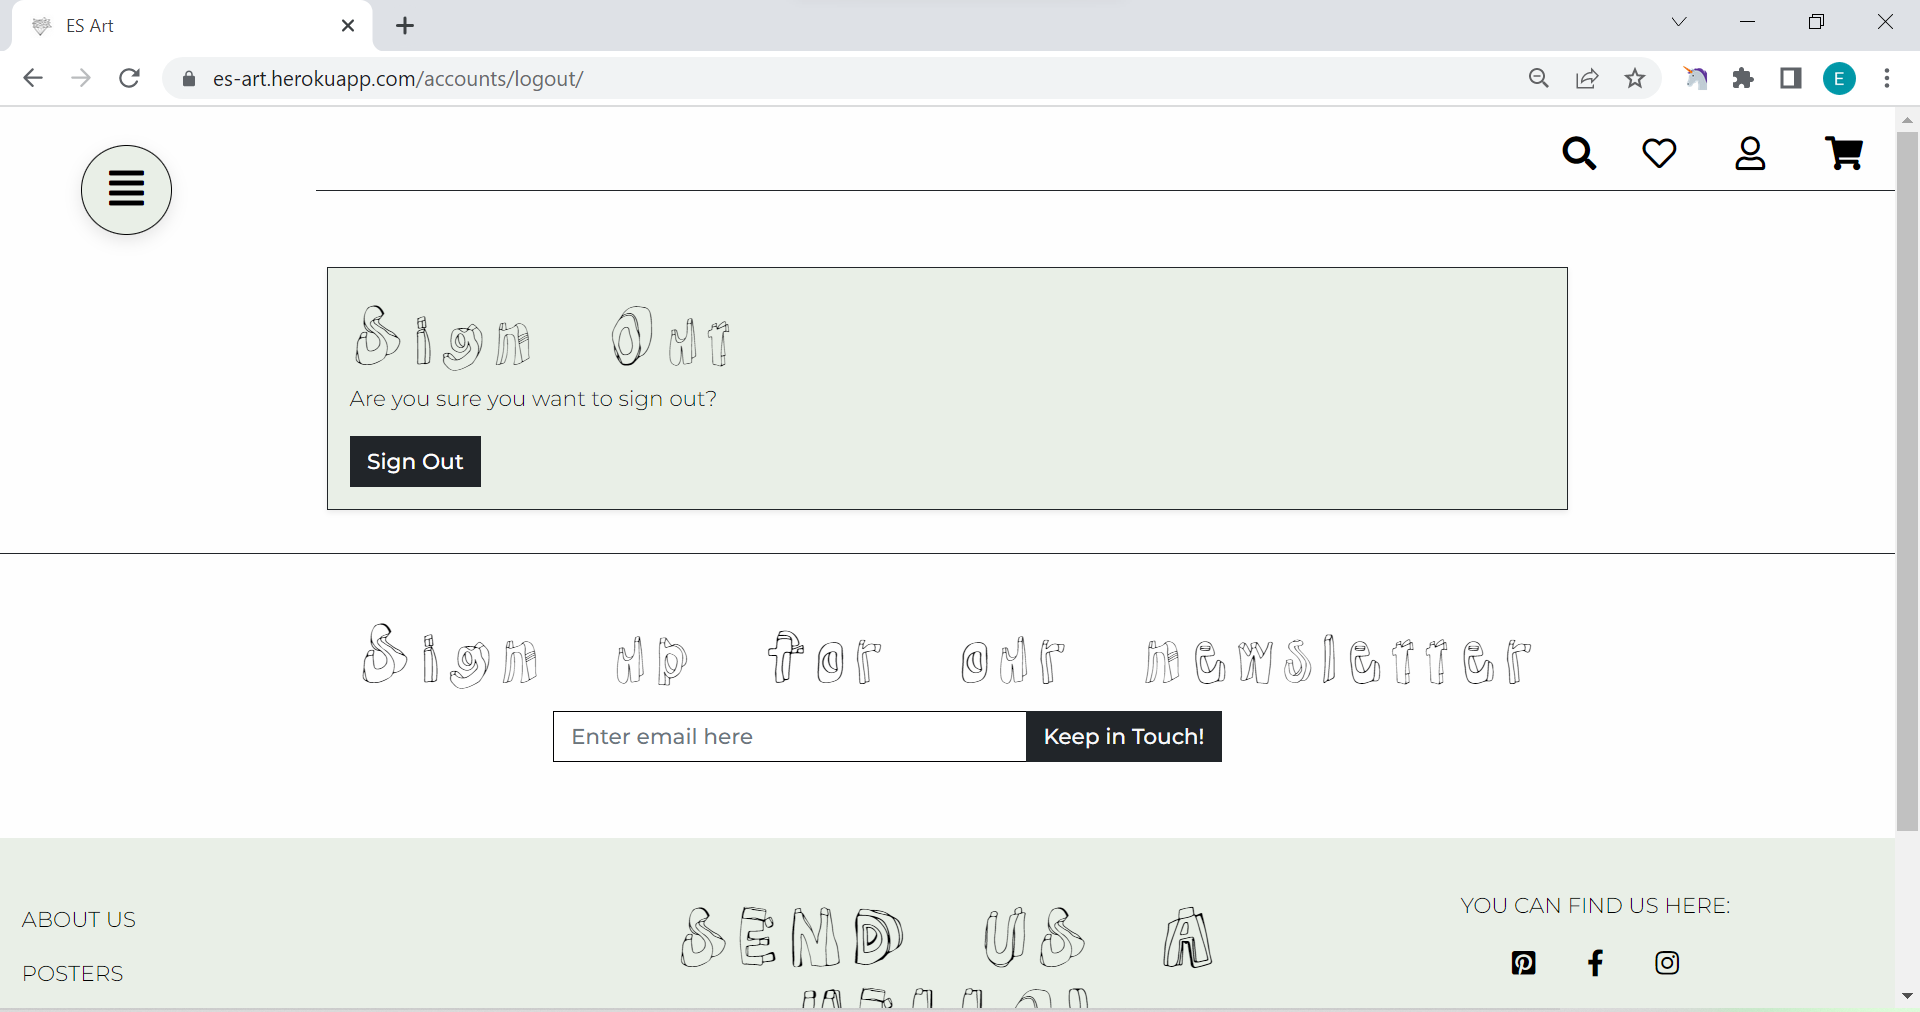 ES Art
es-art.herokuapp.com/accounts/logout/
E
Sign Out
Are you sure you want to sign out?
Sign Out
Sign up for our newsletter
Enter email here
Keep in Touch!
ABOUT US
POSTERS
SEND US A
HELLO!
YOU CAN FIND US HERE: